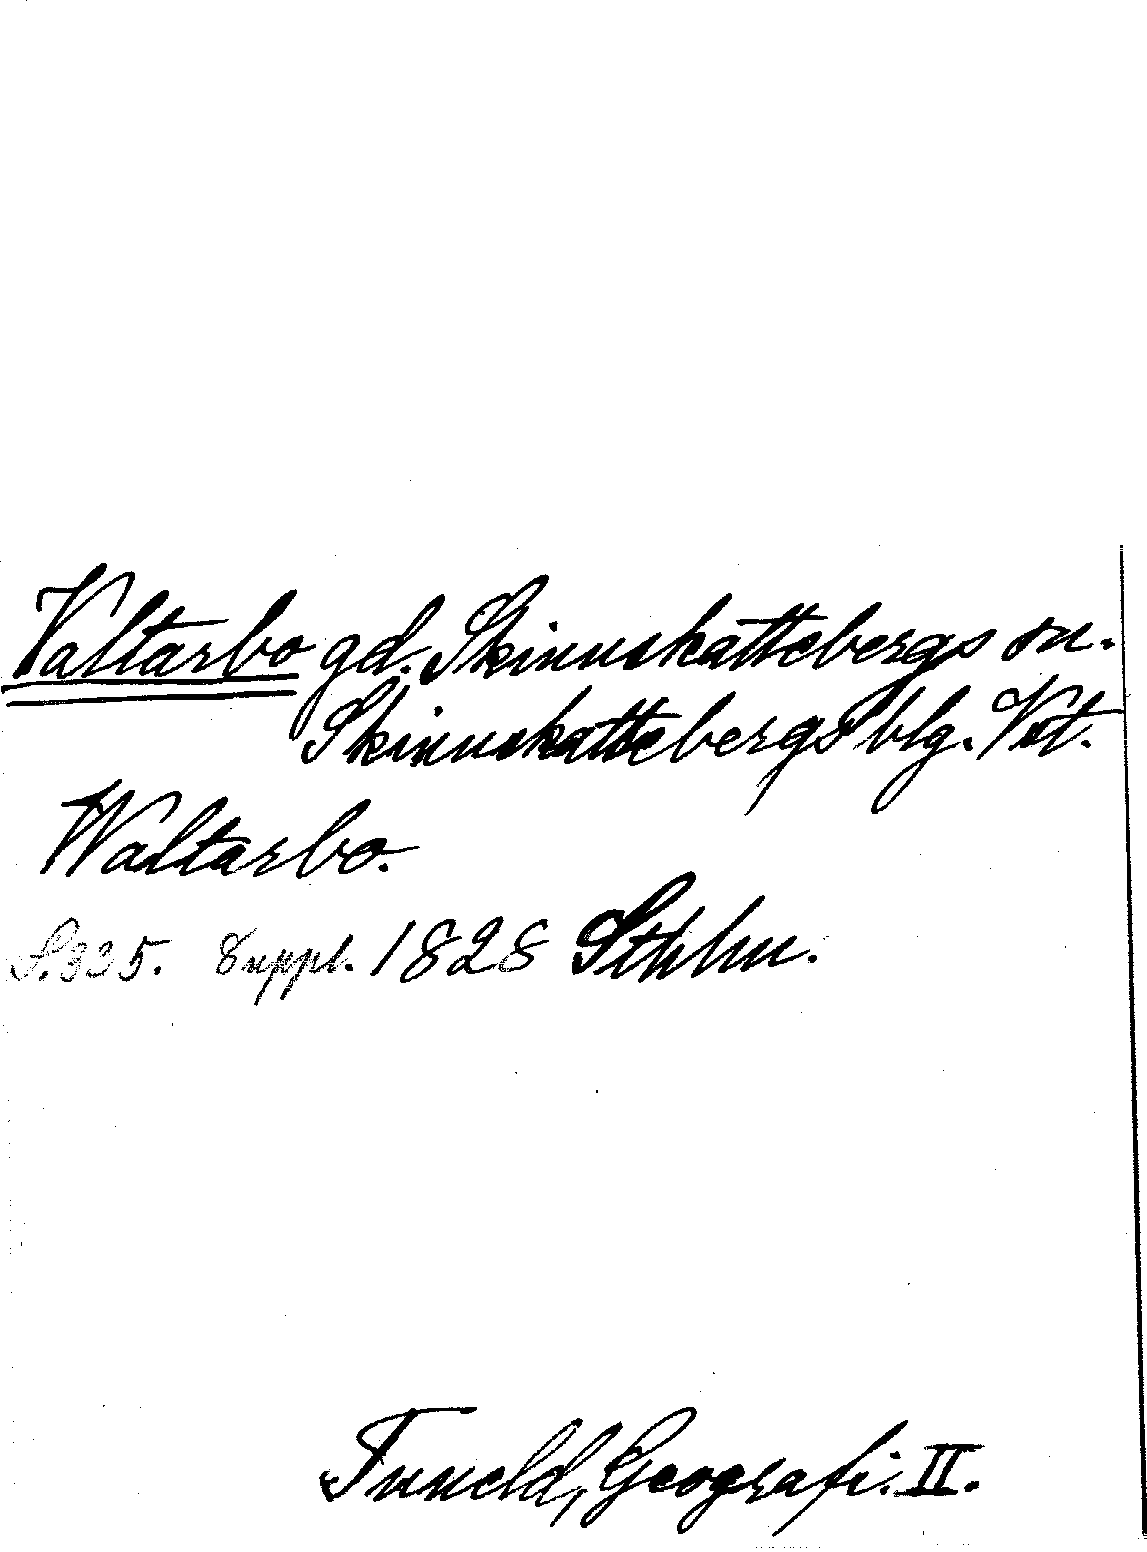 Valtarbo gd. Skinnskattebergs sn.
Skinnskattebergs blg. Vst.
Waltarbo.
S. 335. Suppl. 1828 Sthlm.
Tuneld, Geografi. II.